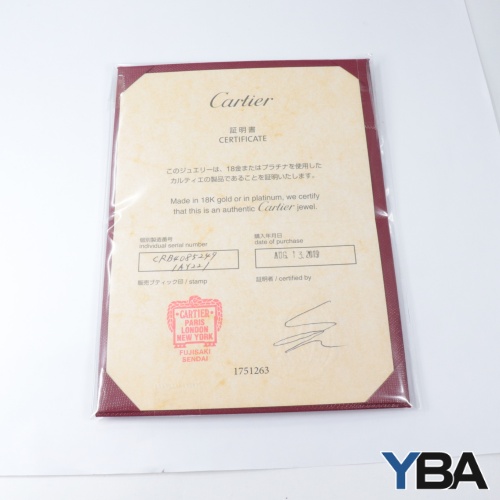 Cartier
証明書
CERTIFICATE
このジュエリーは、18金またはプラチナを使用した
カルティエの製品であることを証明いたします。
Made in 18K gold or in platinum, we certify
that this is an authentic Cartier jewel.
個別製造番号
individual serial number
CRB4085249
購入年月日
date of purchase
AUG 13 2009
販売ブティック印 / stamp
証明者 / certified by
CARTIER
PARIS
LONDON
NEW YORK
FUJISAKI
SENDAI
1751263
YBA